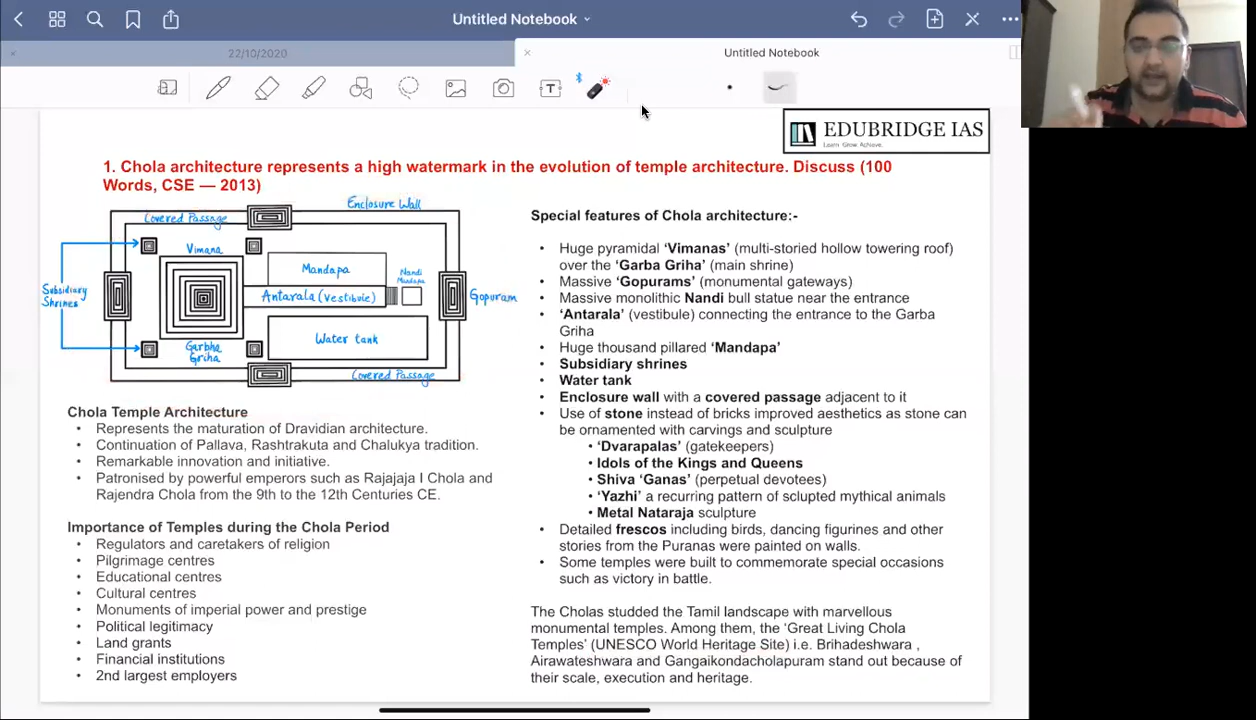 Untitled Notebook
22/10/2020
Untitled Notebook
T
EDUBRIDGE IAS
Learn. Grow. Achieve.
1. Chola architecture represents a high watermark in the evolution of temple architecture. Discuss (100
Words, CSE — 2013)
Enclosure Wall
Covered Passage
Vimana
Mandapa
Nandi
Mandapa
Subsidiary
Shrines
Antarala (Vestibule)
Gopuram
Garbha
Griha
Water tank
Covered Passage
Chola Temple Architecture
• Represents the maturation of Dravidian architecture.
• Continuation of Pallava, Rashtrakuta and Chalukya tradition.
• Remarkable innovation and initiative.
• Patronised by powerful emperors such as Rajajaja I Chola and
Rajendra Chola from the 9th to the 12th Centuries CE.
Importance of Temples during the Chola Period
• Regulators and caretakers of religion
• Pilgrimage centres
• Educational centres
• Cultural centres
• Monuments of imperial power and prestige
• Political legitimacy
• Land grants
• Financial institutions
• 2nd largest employers
Special features of Chola architecture:-
• Huge pyramidal ‘Vimanas’ (multi-storied hollow towering roof)
over the ‘Garba Griha’ (main shrine)
• Massive ‘Gopurams’ (monumental gateways)
• Massive monolithic Nandi bull statue near the entrance
• ‘Antarala’ (vestibule) connecting the entrance to the Garba
Griha
• Huge thousand pillared ‘Mandapa’
• Subsidiary shrines
• Water tank
• Enclosure wall with a covered passage adjacent to it
• Use of stone instead of bricks improved aesthetics as stone can
be ornamented with carvings and sculpture
• ‘Dvarapalas’ (gatekeepers)
• Idols of the Kings and Queens
• Shiva ‘Ganas’ (perpetual devotees)
• ‘Yazhi’ a recurring pattern of sclupted mythical animals
• Metal Nataraja sculpture
• Detailed frescos including birds, dancing figurines and other
stories from the Puranas were painted on walls.
• Some temples were built to commemorate special occasions
such as victory in battle.
The Cholas studded the Tamil landscape with marvellous
monumental temples. Among them, the ‘Great Living Chola
Temples’ (UNESCO World Heritage Site) i.e. Brihadeshwara ,
Airawateshwara and Gangaikondacholapuram stand out because of
their scale, execution and heritage.